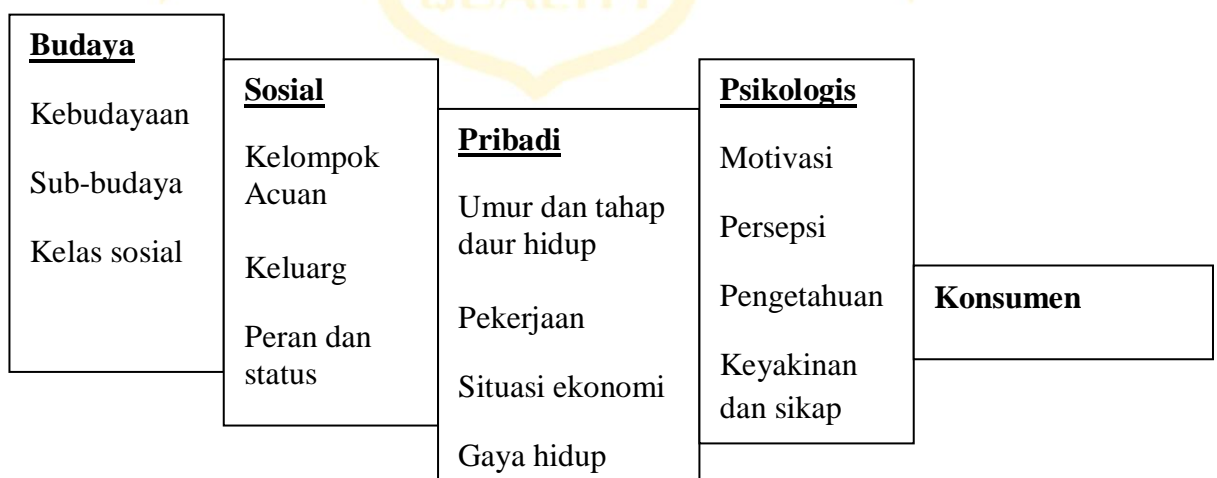 Budaya
Kebudayaan
Sub-budaya
Kelas sosial
Sosial
Kelompok
Acuan
Keluarg
Peran dan
status
Pribadi
Umur dan tahap
daur hidup
Pekerjaan
Situasi ekonomi
Gaya hidup
Psikologis
Motivasi
Persepsi
Pengetahuan
Keyakinan
dan sikap
Konsumen